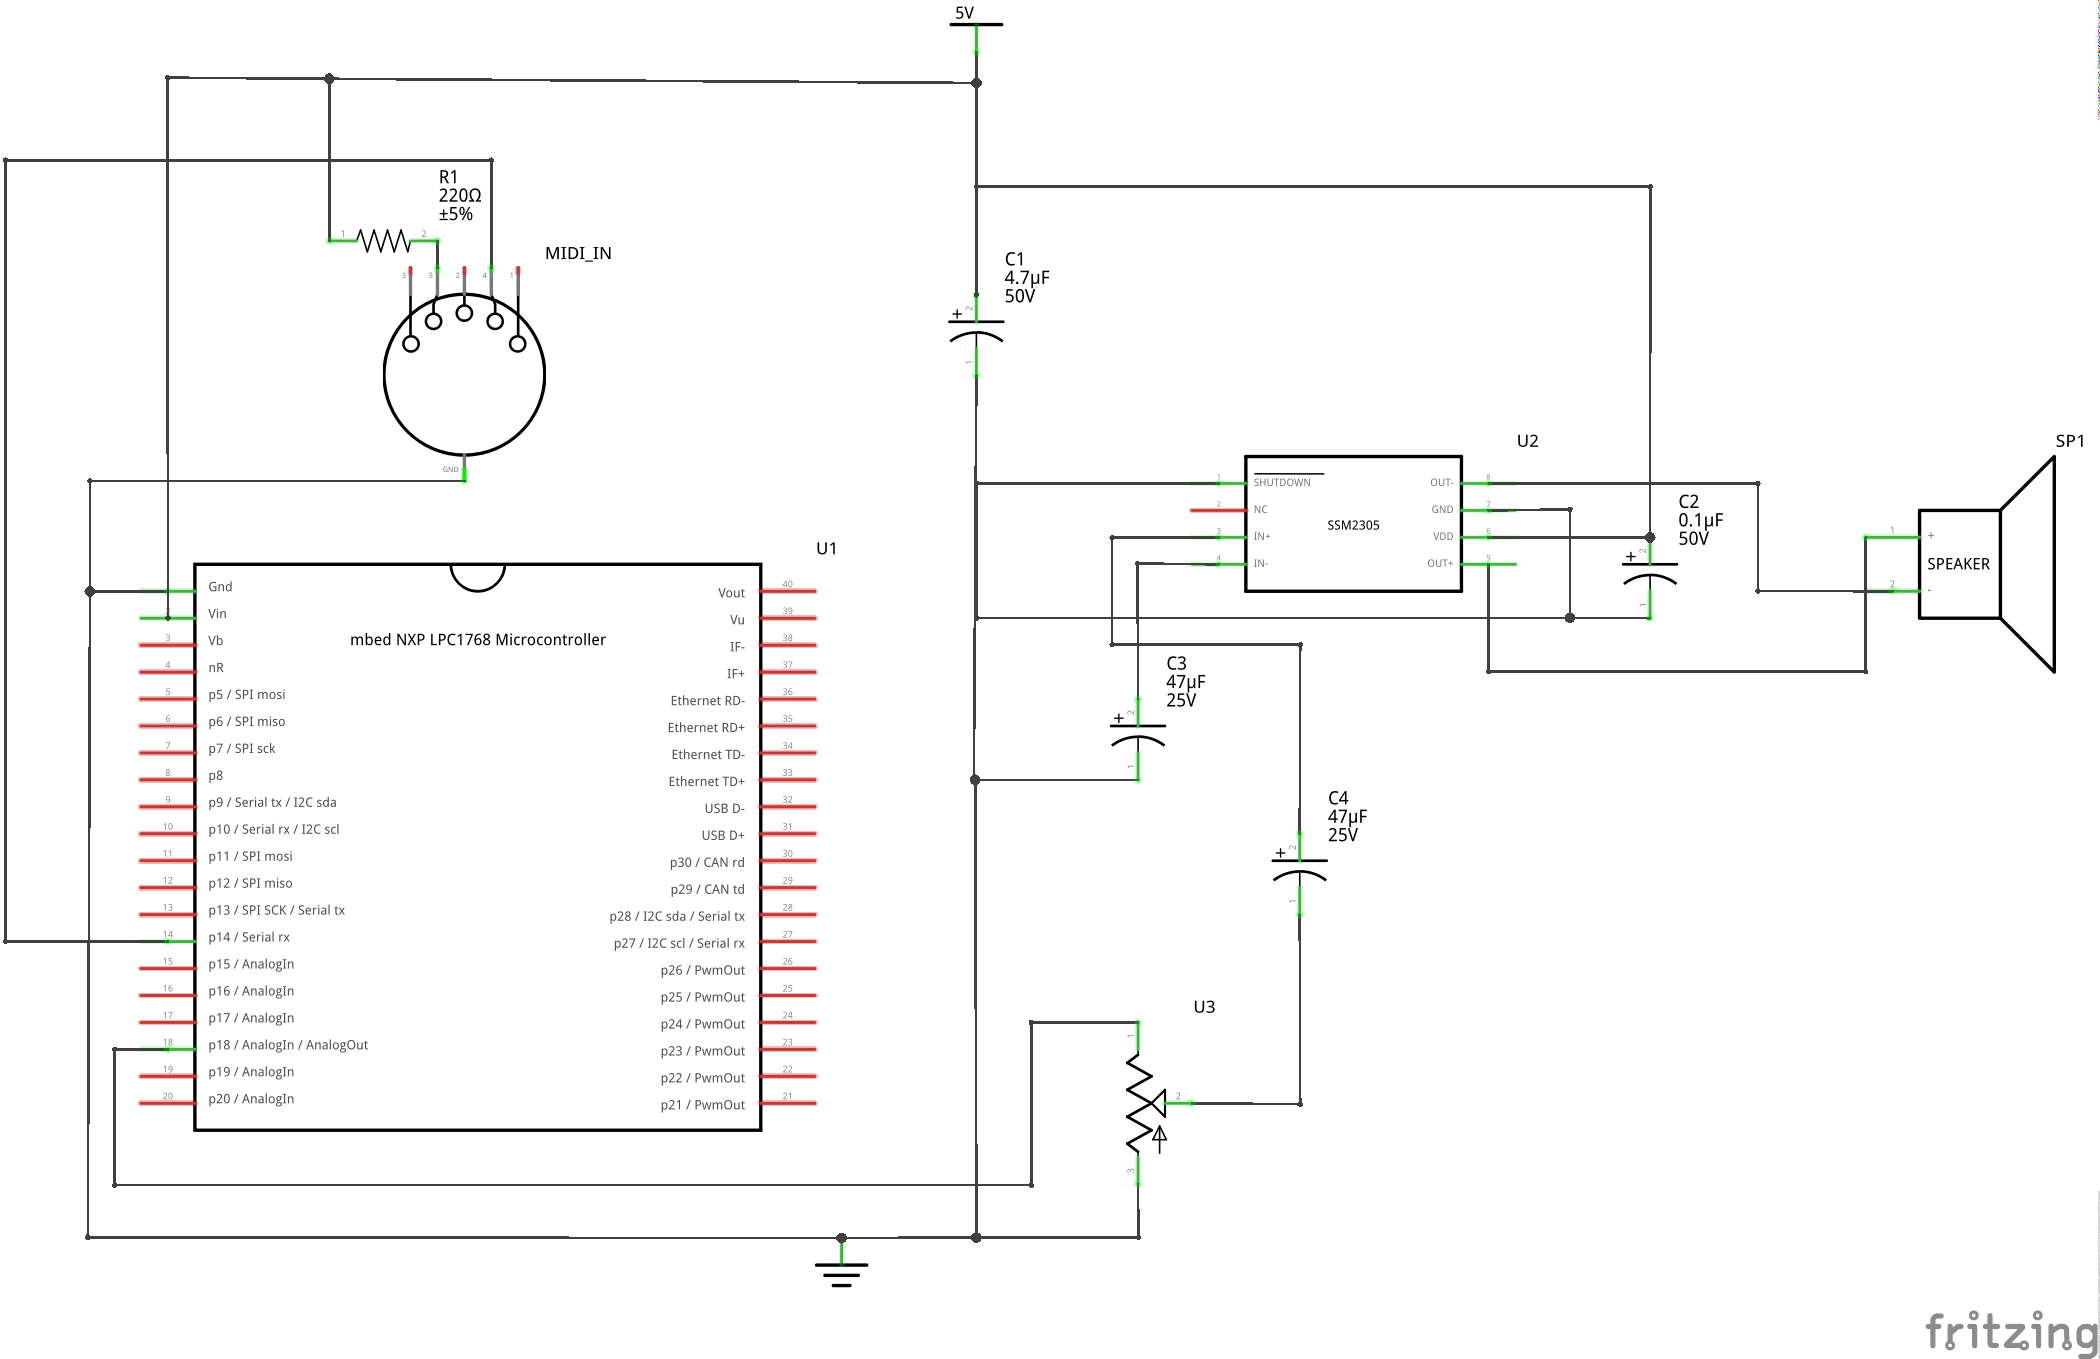 5V
R1
220Ω
±5%
1
2
MIDI_IN
3
5
2
4
1
GND
C1
4.7µF
50V
+
2
1
U2
1
SHUTDOWN
2
NC
3
IN+
4
IN-
SSM2305
OUT-
8
GND
7
VDD
6
OUT+
5
C2
0.1µF
50V
+
2
1
SP1
1
+
SPEAKER
2
-
U1
mbed NXP LPC1768 Microcontroller
Gnd
Vin
3
Vb
4
nR
5
p5 / SPI mosi
6
p6 / SPI miso
7
p7 / SPI sck
8
p8
9
p9 / Serial tx / I2C sda
10
p10 / Serial rx / I2C scl
11
p11 / SPI mosi
12
p12 / SPI miso
13
p13 / SPI SCK / Serial tx
14
p14 / Serial rx
15
p15 / AnalogIn
16
p16 / AnalogIn
17
p17 / AnalogIn
18
p18 / AnalogIn / AnalogOut
19
p19 / AnalogIn
20
p20 / AnalogIn
Vout
40
Vu
39
IF-
38
IF+
37
Ethernet RD-
36
Ethernet RD+
35
Ethernet TD-
34
Ethernet TD+
33
USB D-
32
USB D+
31
p30 / CAN rd
30
p29 / CAN td
29
p28 / I2C sda / Serial tx
28
p27 / I2C scl / Serial rx
27
p26 / PwmOut
26
p25 / PwmOut
25
p24 / PwmOut
24
p23 / PwmOut
23
p22 / PwmOut
22
p21 / PwmOut
21
C3
47µF
25V
+
2
1
C4
47µF
25V
+
2
1
U3
1
2
3
fritzing